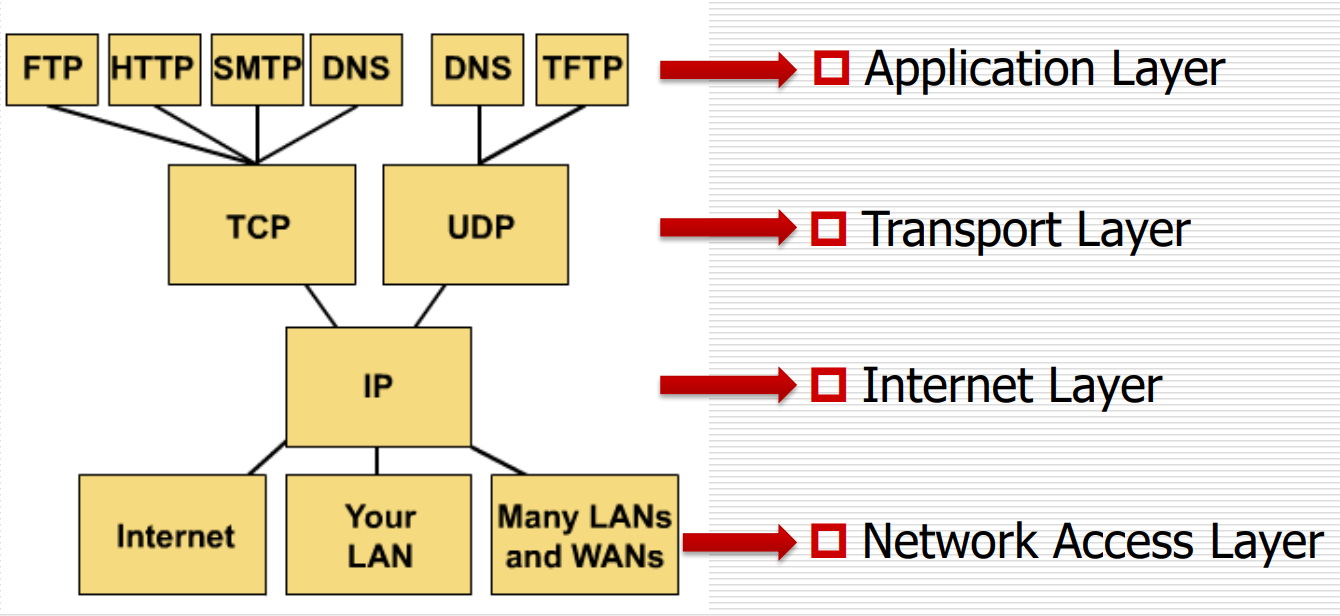 FTP HTTP SMTP DNS DNS TFTP Application Layer
TCP UDP Transport Layer
IP Internet Layer
Internet
Your
LAN
Many LANs
and WANs
Network Access Layer